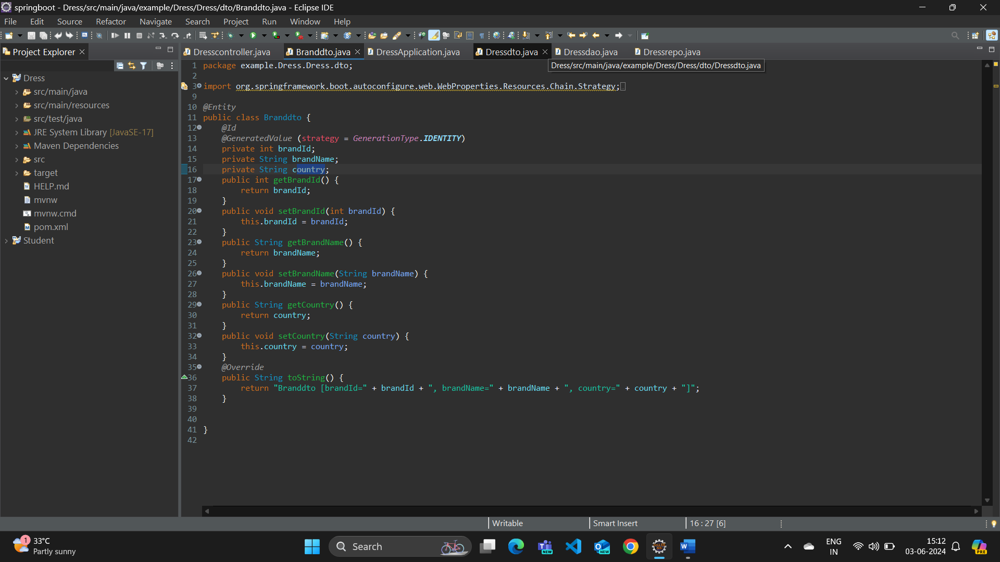 springboot - Dress/src/main/java/example/Dress/Dress/dto/Branddto.java - Eclipse IDE
File Edit Source Refactor Navigate Search Project Run Window Help
Project Explorer
Dresscontroller.java Branddto.java DressApplication.java Dressdto.java Dressdao.java Dressrepo.java
Dress/src/main/java/example/Dress/Dress/dto/Dressdto.java
Dress
src/main/java
src/main/resources
src/test/java
JRE System Library [JavaSE-17]
Maven Dependencies
src
target
HELP.md
mvnw
mvnw.cmd
pom.xml
Student
1 package example.Dress.Dress.dto;
2
3 import org.springframework.boot.autoconfigure.web.WebProperties.Resources.Chain.Strategy;
9
10 @Entity
11 public class Branddto {
12 @Id
13 @GeneratedValue (strategy = GenerationType.IDENTITY)
14 private int brandId;
15 private String brandName;
16 private String country;
17 public int getBrandId() {
18 return brandId;
19 }
20 public void setBrandId(int brandId) {
21 this.brandId = brandId;
22 }
23 public String getBrandName() {
24 return brandName;
25 }
26 public void setBrandName(String brandName) {
27 this.brandName = brandName;
28 }
29 public String getCountry() {
30 return country;
31 }
32 public void setCountry(String country) {
33 this.country = country;
34 }
35 @Override
36 public String toString() {
37 return "Branddto [brandId=" + brandId + ", brandName=" + brandName + ", country=" + country + "]";
38 }
39
40
41 }
42
Writable Smart Insert 16 : 27 [6]
1
33°C
Partly sunny
Search
NEW
NEW
IDE
ENG
IN
15:12
03-06-2024
PRE